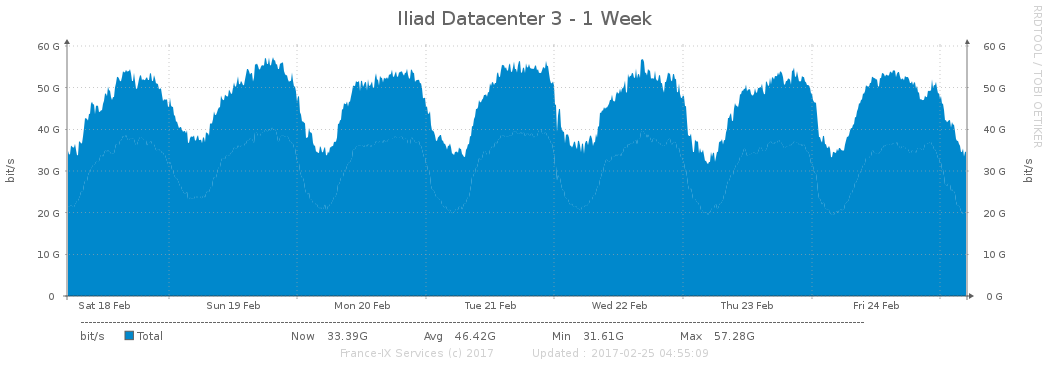 Iliad Datacenter 3 - 1 Week
RRDTOOL / TOBI OETIKER
60 G 60 G
50 G 50 G
40 G 40 G
30 G 30 G
20 G 20 G
10 G 10 G
0 0 G
bit/s bit/s
Sat 18 Feb Sun 19 Feb Mon 20 Feb Tue 21 Feb Wed 22 Feb Thu 23 Feb Fri 24 Feb
bit/s Total Now 33.39G Avg 46.42G Min 31.61G Max 57.28G
France-IX Services (c) 2017 Updated : 2017-02-25 04:55:09